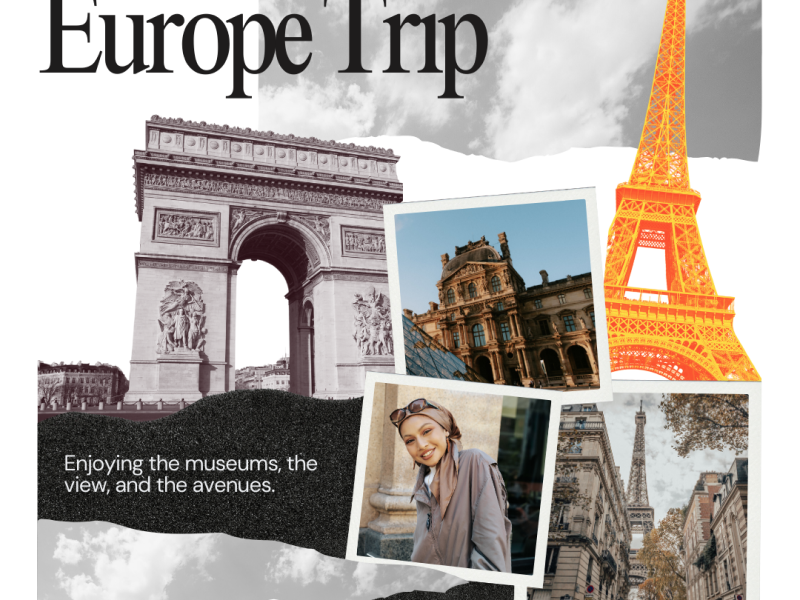 Europe Trip
Enjoying the museums, the
view, and the avenues.